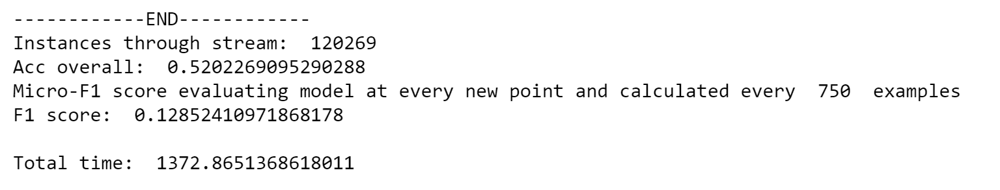 ------------END------------
Instances through stream:  120269
Acc overall:  0.5202269095290288
Micro-F1 score evaluating model at every new point and calculated every  750  examples
F1 score:  0.12852410971868178
Total time:  1372.8651368618011